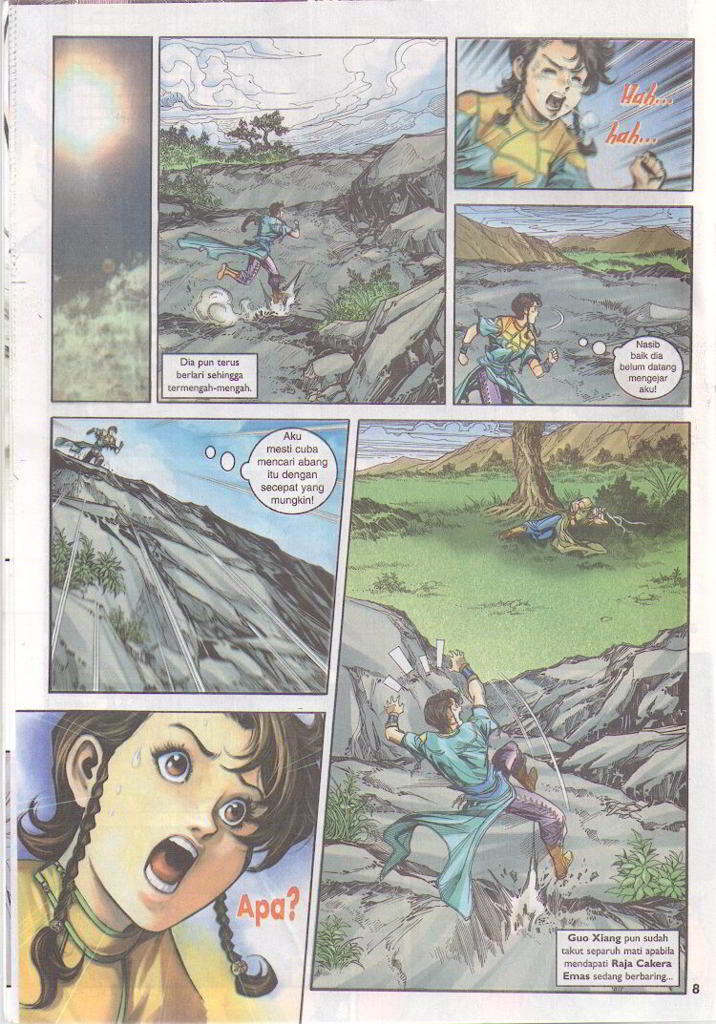 Dia pun terus
berlari sehingga
termengah-mengah.
Hah...
hah...
Nasib
baik dia
belum datang
mengejar
aku!
Aku
mesti cuba
mencari abang
itu dengan
secepat yang
mungkin!
Guo Xiang pun sudah
takut separuh mati apabila
mendapati Raja Cakera
Emas sedang berbaring...
Apa?
8